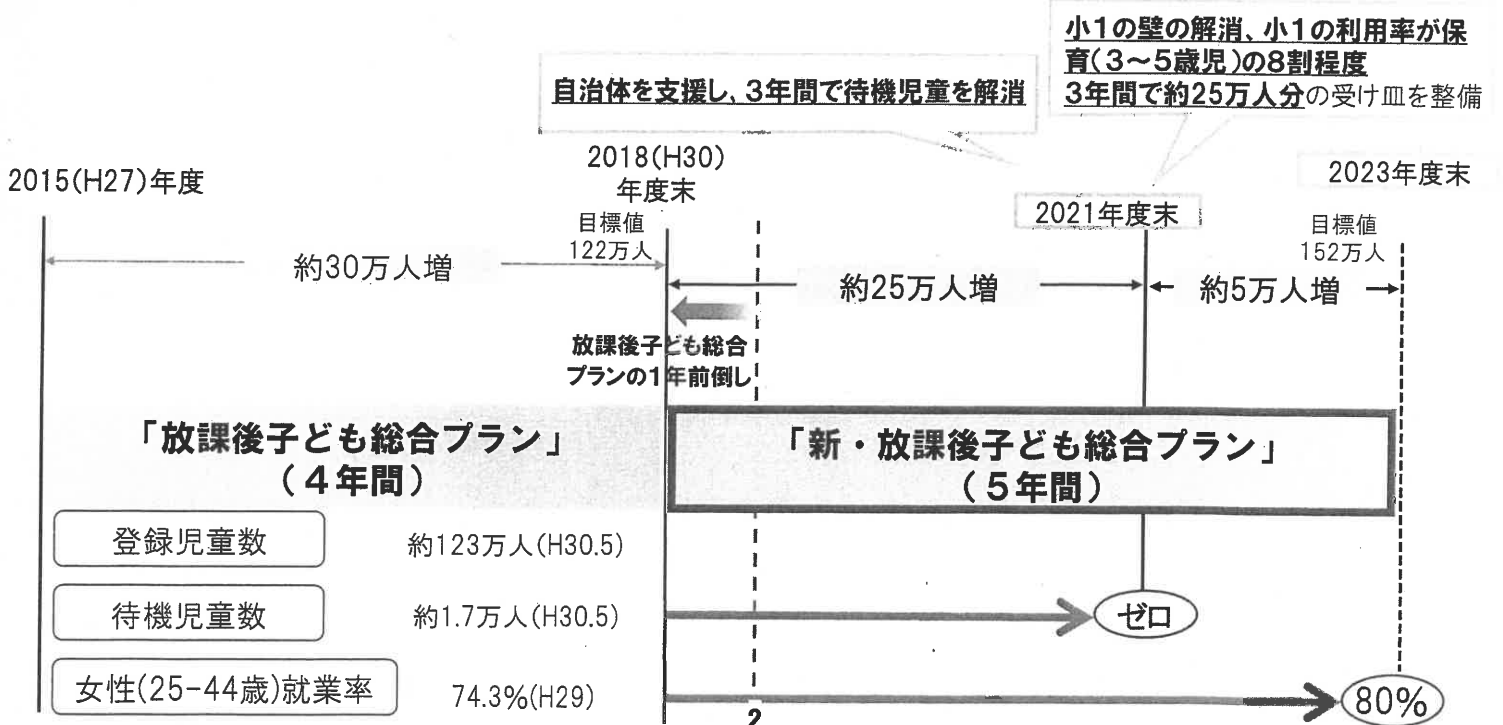 小1の壁の解消、小1の利用率が保
育(3〜5歳児)の8割程度
3年間で約25万人分の受け皿を整備
自治体を支援し、3年間で待機児童を解消
2015(H27)年度
2018(H30)
年度末
目標値
122万人
2021年度末
2023年度末
目標値
152万人
約30万人増
約25万人増
約5万人増
放課後子ども総合
プランの1年前倒し
「放課後子ども総合プラン」
(4年間)
「新・放課後子ども総合プラン」
(5年間)
登録児童数
約123万人(H30.5)
待機児童数
約1.7万人(H30.5)
ゼロ
女性(25-44歳)就業率
74.3%(H29)
80%
2